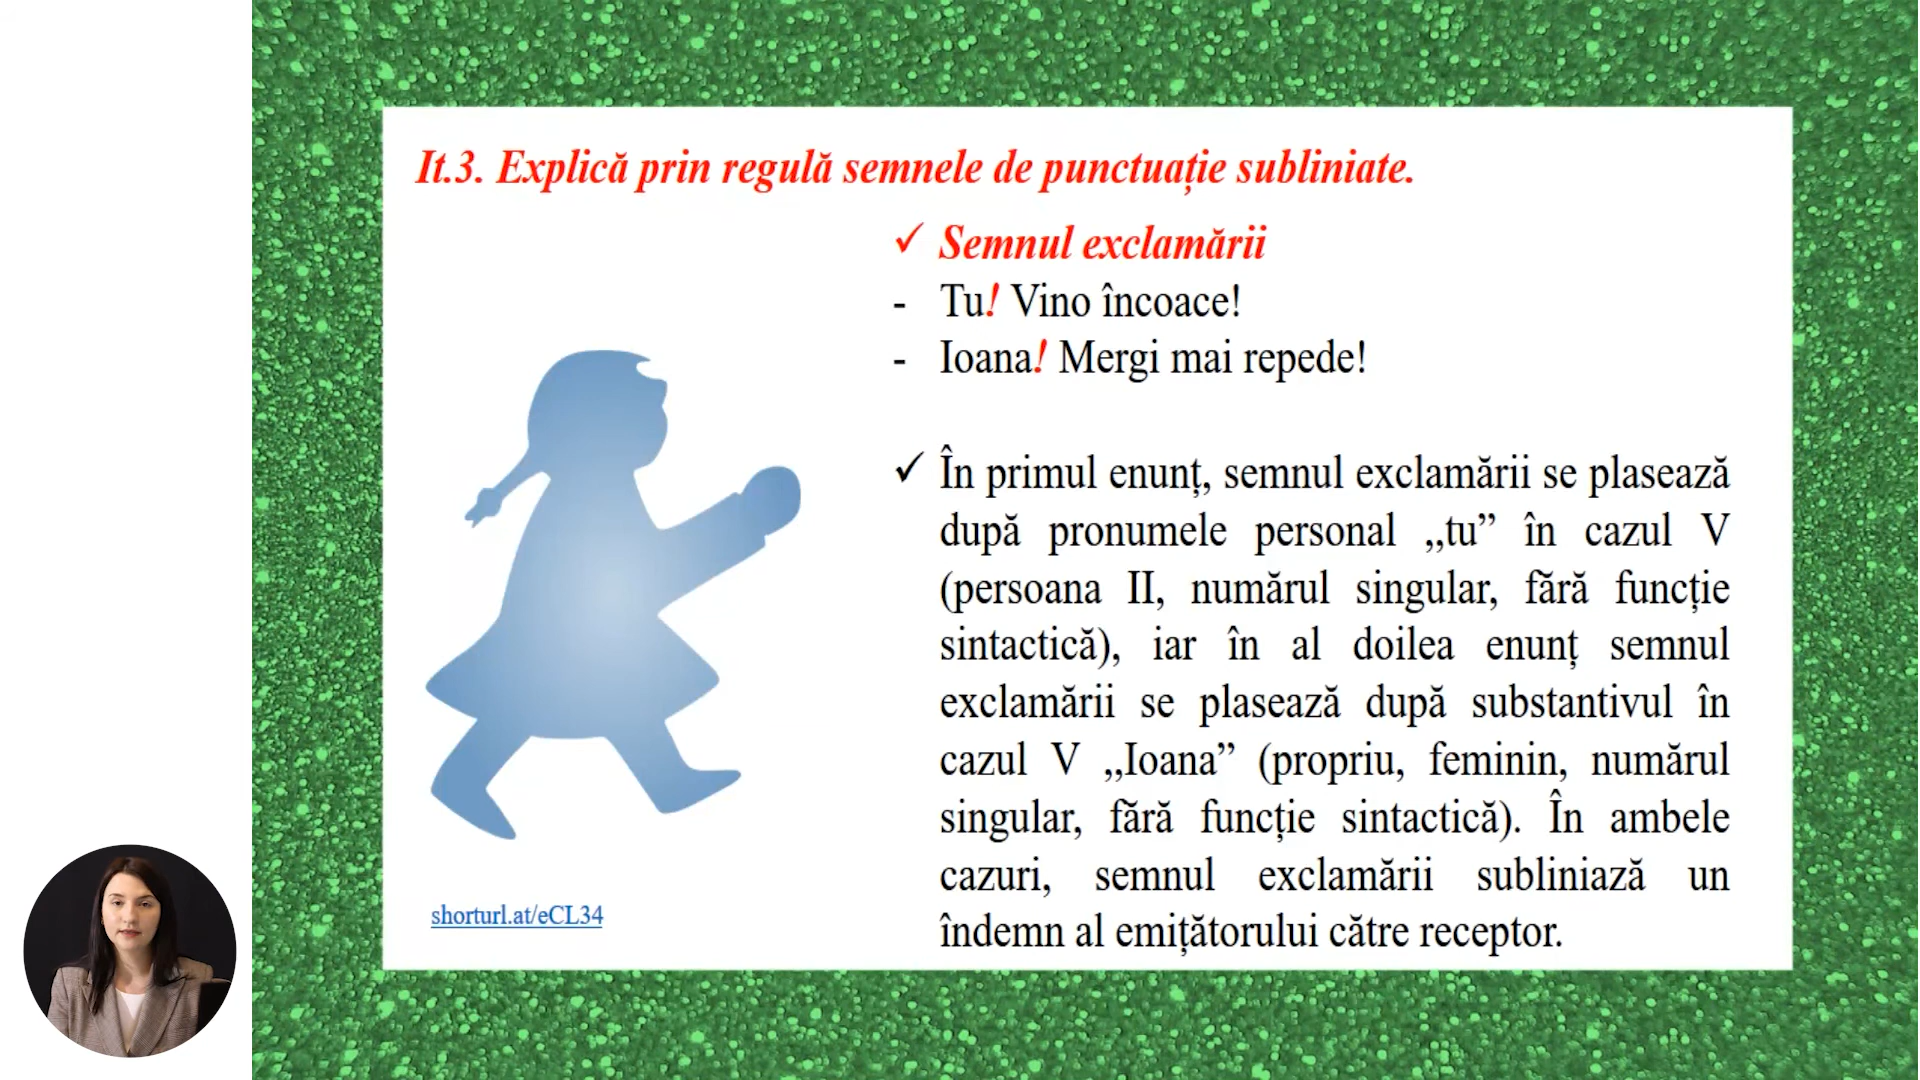 It.3. Explică prin regulă semnele de punctuație subliniate.
✓ Semnul exclamării
- Tu! Vino încoace!
- Ioana! Mergi mai repede!
✓ În primul enunț, semnul exclamării se plasează
după pronumele personal „tu” în cazul V
(persoana II, numărul singular, fără funcție
sintactică), iar în al doilea enunț semnul
exclamării se plasează după substantivul în
cazul V „Ioana” (propriu, feminin, numărul
singular, fără funcție sintactică). În ambele
cazuri, semnul exclamării subliniază un
îndemn al emițătorului către receptor.
shorturl.at/eCL34